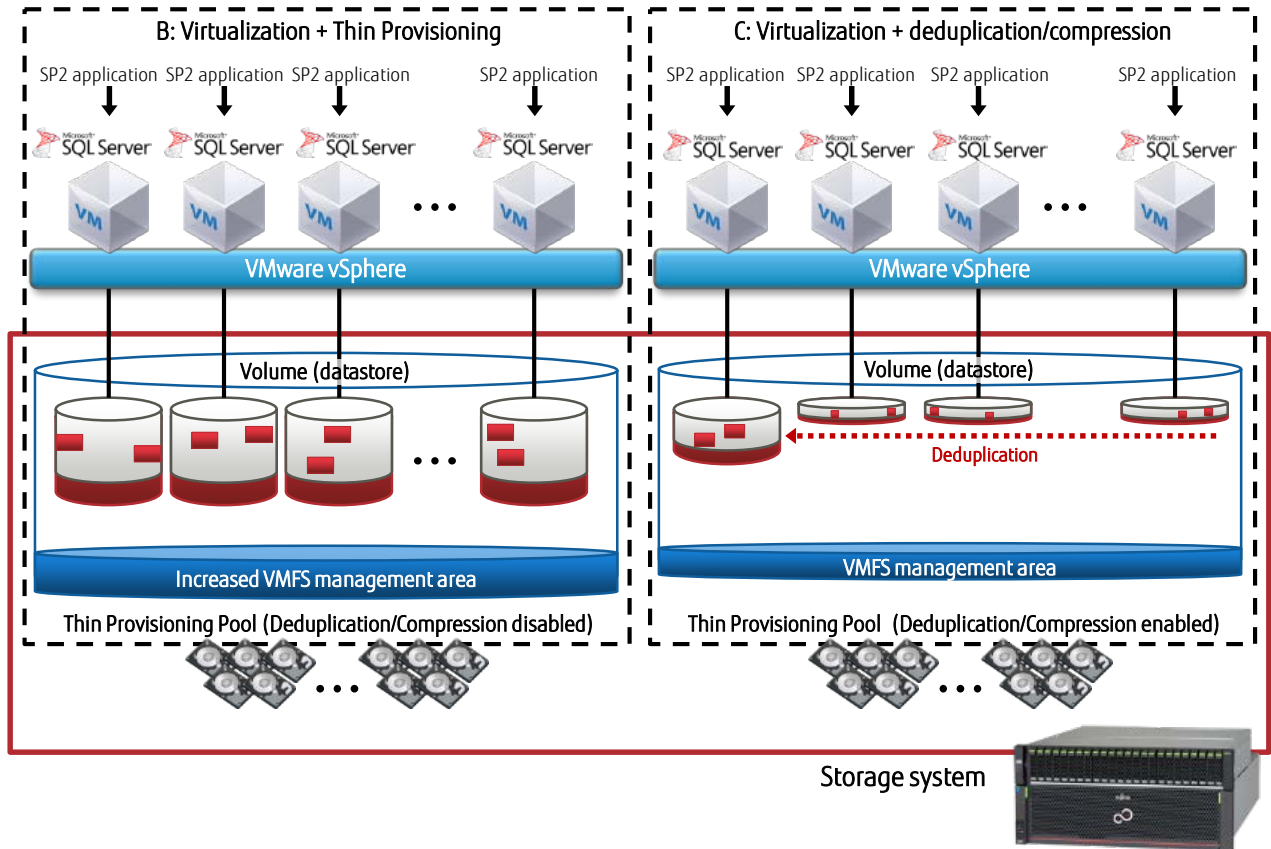 B: Virtualization + Thin Provisioning
SP2 application SP2 application SP2 application SP2 application
Microsoft SQL Server Microsoft SQL Server Microsoft SQL Server Microsoft SQL Server
VM VM VM VM
VMware vSphere
Volume (datastore)
Increased VMFS management area
Thin Provisioning Pool (Deduplication/Compression disabled)
C: Virtualization + deduplication/compression
SP2 application SP2 application SP2 application SP2 application
Microsoft SQL Server Microsoft SQL Server Microsoft SQL Server Microsoft SQL Server
VM VM VM VM
VMware vSphere
Volume (datastore)
Deduplication
VMFS management area
Thin Provisioning Pool (Deduplication/Compression enabled)
Storage system